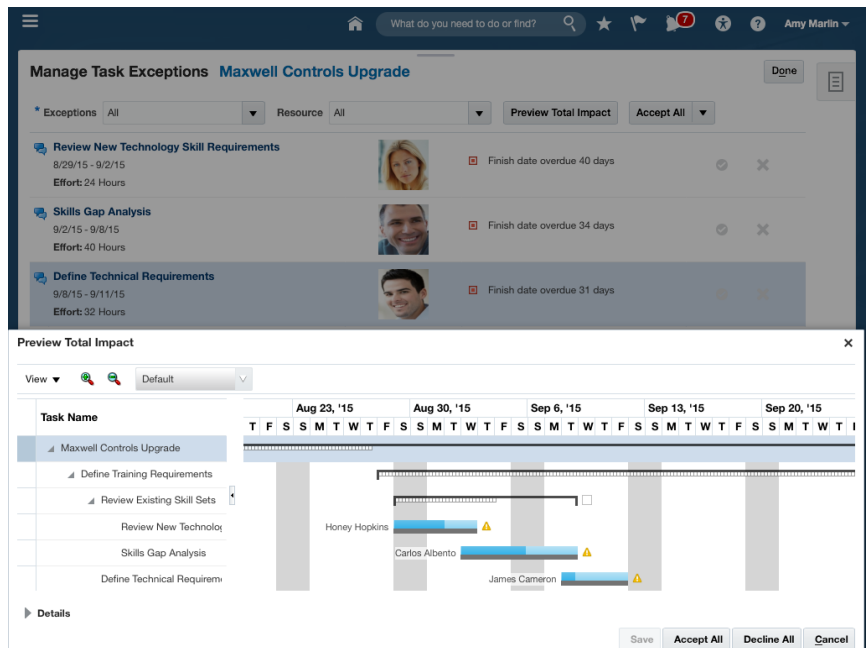 What do you need to do or find?
7
Amy Marlin
Manage Task Exceptions Maxwell Controls Upgrade
Done
* Exceptions All Resource All Preview Total Impact Accept All
Review New Technology Skill Requirements
8/29/15 - 9/2/15
Effort: 24 Hours
Finish date overdue 40 days
Skills Gap Analysis
9/2/15 - 9/8/15
Effort: 40 Hours
Finish date overdue 34 days
Define Technical Requirements
9/8/15 - 9/11/15
Effort: 32 Hours
Finish date overdue 31 days
Preview Total Impact
View Default
Task Name
Aug 23, '15 Aug 30, '15 Sep 6, '15 Sep 13, '15 Sep 20, '15
T F S S M T W T F S S M T W T F S S M T W T F S S M T W T F S S M T W T
Maxwell Controls Upgrade
Define Training Requirements
Review Existing Skill Sets
Review New Technolo
Honey Hopkins
Skills Gap Analysis
Carlos Albento
Define Technical Requirem
James Cameron
Details
Save Accept All Decline All Cancel